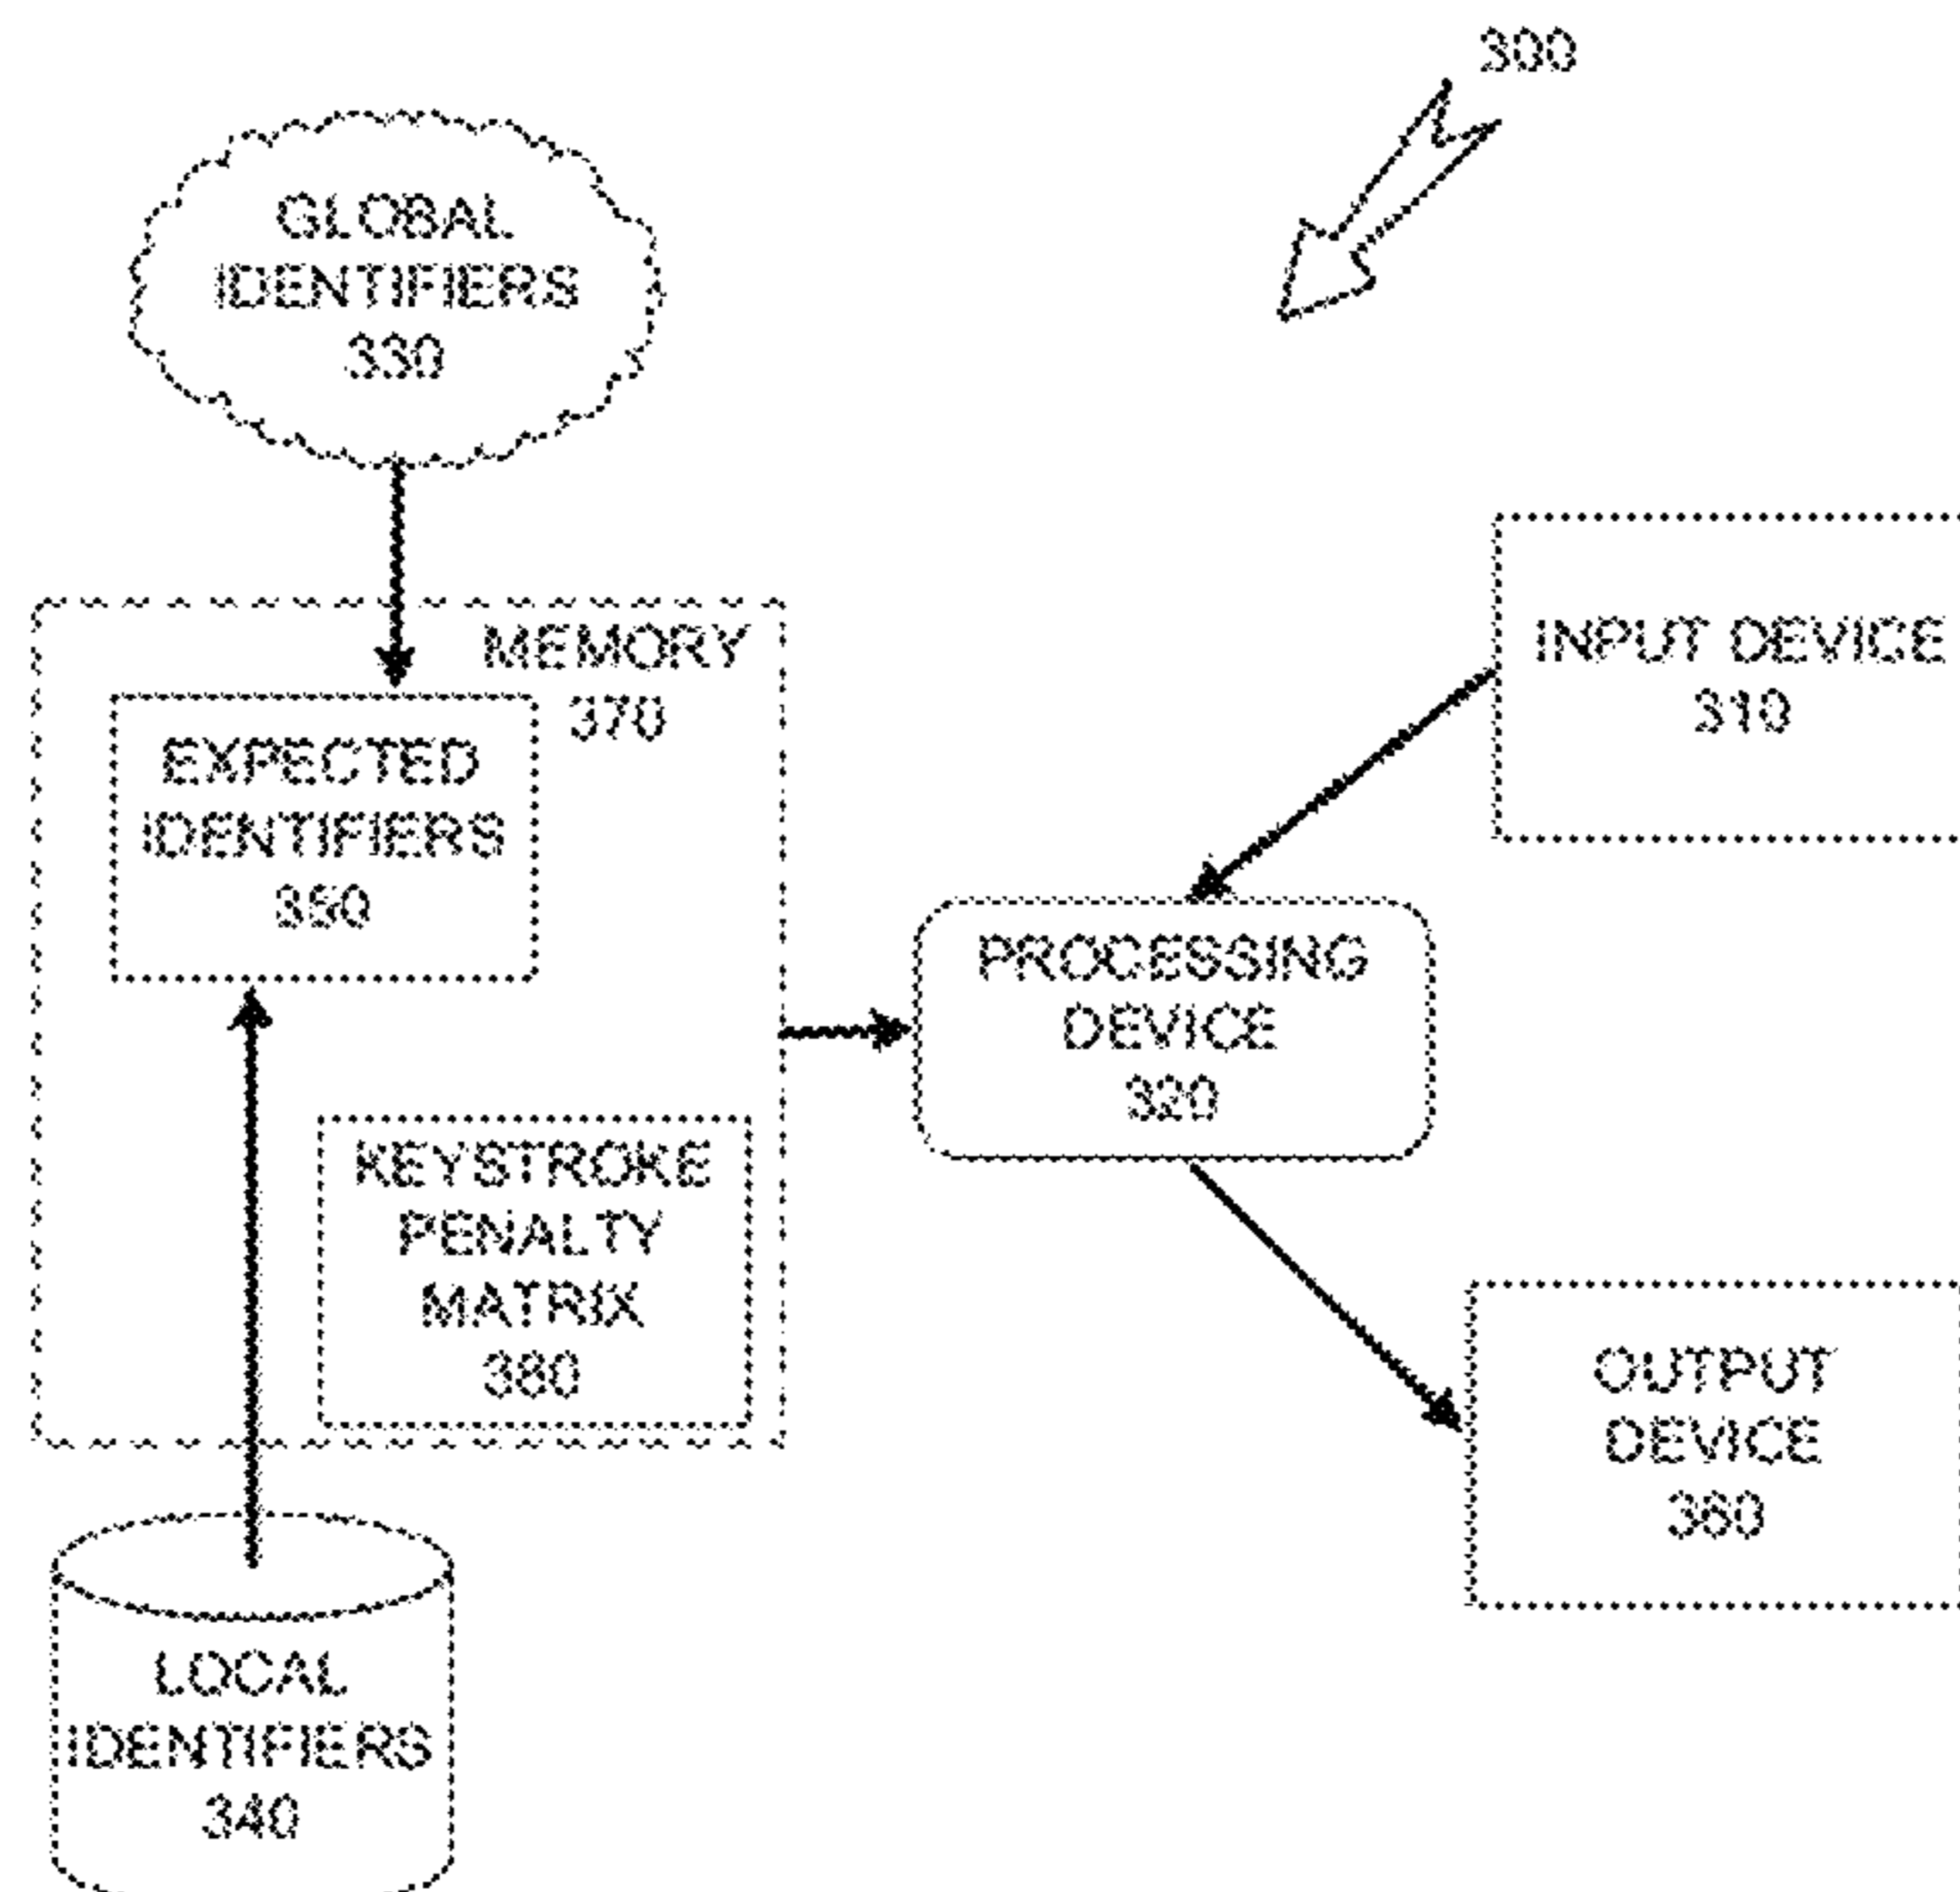 300
GLOBAL
IDENTIFIERS
330
MEMORY
370
EXPECTED
IDENTIFIERS
350
INPUT DEVICE
310
PROCESSING
DEVICE
320
KEYSTROKE
PENALTY
MATRIX
380
OUTPUT
DEVICE
360
LOCAL
IDENTIFIERS
340